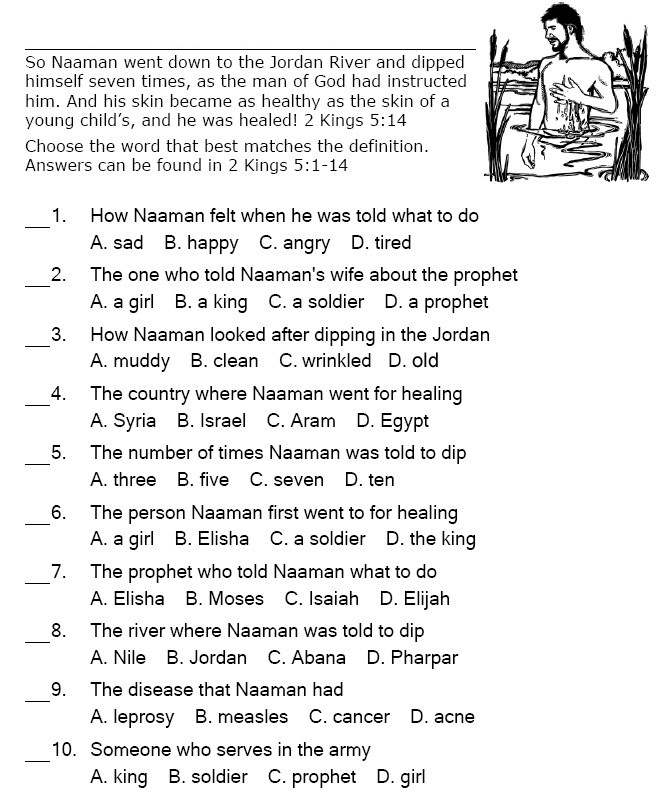 So Naaman went down to the Jordan River and dipped
himself seven times, as the man of God had instructed
him. And his skin became as healthy as the skin of a
young child's, and he was healed! 2 Kings 5:14
Choose the word that best matches the definition.
Answers can be found in 2 Kings 5:1-14
___1. How Naaman felt when he was told what to do
A. sad B. happy C. angry D. tired
___2. The one who told Naaman's wife about the prophet
A. a girl B. a king C. a soldier D. a prophet
___3. How Naaman looked after dipping in the Jordan
A. muddy B. clean C. wrinkled D. old
___4. The country where Naaman went for healing
A. Syria B. Israel C. Aram D. Egypt
___5. The number of times Naaman was told to dip
A. three B. five C. seven D. ten
___6. The person Naaman first went to for healing
A. a girl B. Elisha C. a soldier D. the king
___7. The prophet who told Naaman what to do
A. Elisha B. Moses C. Isaiah D. Elijah
___8. The river where Naaman was told to dip
A. Nile B. Jordan C. Abana D. Pharpar
___9. The disease that Naaman had
A. leprosy B. measles C. cancer D. acne
___10. Someone who serves in the army
A. king B. soldier C. prophet D. girl